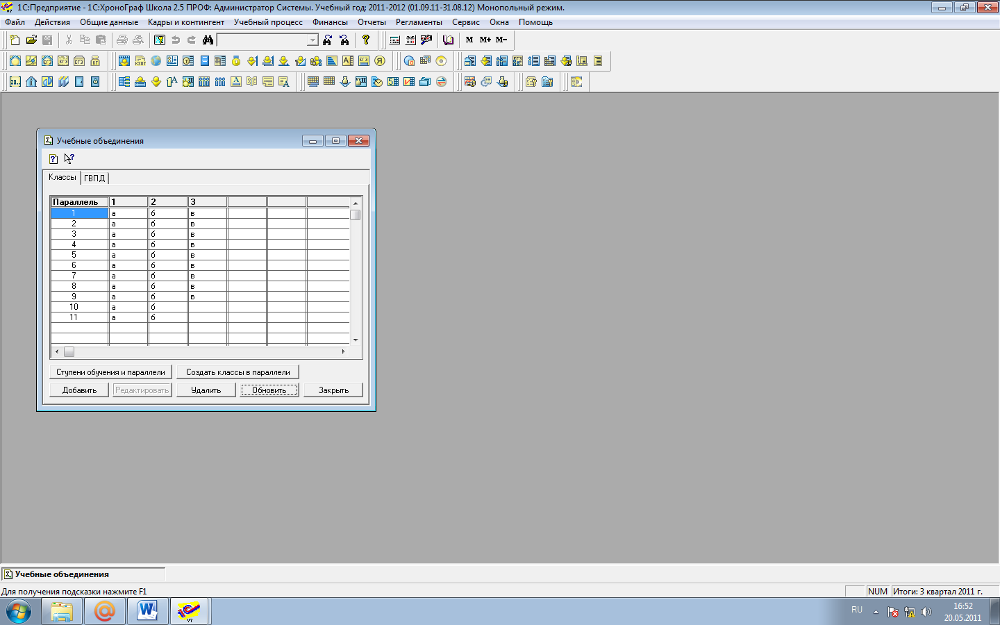 1С:Предприятие - 1С:ХроноГраф Школа 2.5 ПРОФ: Администратор Системы. Учебный год: 2011-2012 (01.09.11-31.08.12) Монопольный режим.
Файл Действия Общие данные Кадры и контингент Учебный процесс Финансы Отчеты Регламенты Сервис Окна Помощь
M M+ M-
Учебные объединения
Классы ГВПД
Параллель 1 2 3
1 а б в
2 а б в
3 а б в
4 а б в
5 а б в
6 а б в
7 а б в
8 а б в
9 а б в
10 а б
11 а б
Ступени обучения и параллели Создать классы в параллели
Добавить Редактировать Удалить Обновить Закрыть
Учебные объединения
Для получения подсказки нажмите F1 NUM Итоги: 3 квартал 2011 г.
RU 16:52
20.05.2011